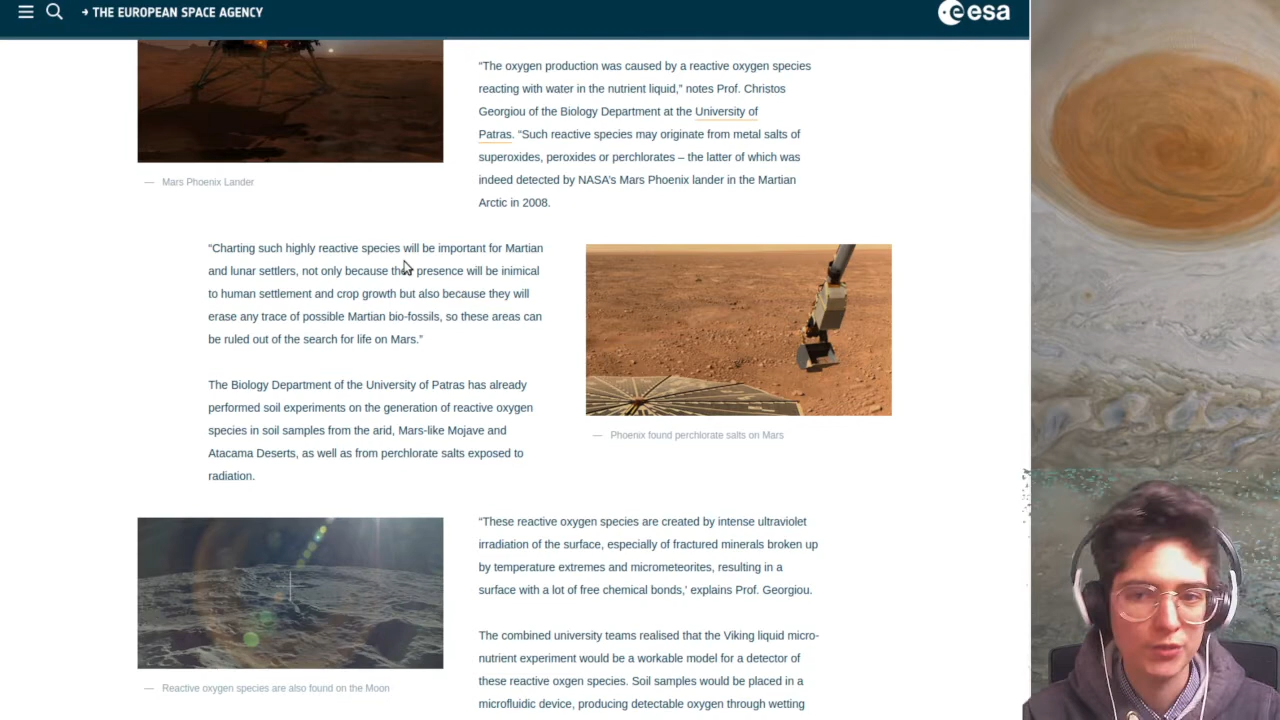 → THE EUROPEAN SPACE AGENCY
esa
“The oxygen production was caused by a reactive oxygen species
reacting with water in the nutrient liquid,” notes Prof. Christos
Georgiou of the Biology Department at the University of
Patras. “Such reactive species may originate from metal salts of
superoxides, peroxides or perchlorates – the latter of which was
indeed detected by NASA’s Mars Phoenix lander in the Martian
Arctic in 2008.
— Mars Phoenix Lander
“Charting such highly reactive species will be important for Martian
and lunar settlers, not only because their presence will be inimical
to human settlement and crop growth but also because they will
erase any trace of possible Martian bio-fossils, so these areas can
be ruled out of the search for life on Mars.”
The Biology Department of the University of Patras has already
performed soil experiments on the generation of reactive oxygen
species in soil samples from the arid, Mars-like Mojave and
Atacama Deserts, as well as from perchlorate salts exposed to
radiation.
— Phoenix found perchlorate salts on Mars
“These reactive oxygen species are created by intense ultraviolet
irradiation of the surface, especially of fractured minerals broken up
by temperature extremes and micrometeorites, resulting in a
surface with a lot of free chemical bonds,’ explains Prof. Georgiou.
The combined university teams realised that the Viking liquid micro-
nutrient experiment would be a workable model for a detector of
these reactive oxgen species. Soil samples would be placed in a
microfluidic device, producing detectable oxygen through wetting
— Reactive oxygen species are also found on the Moon